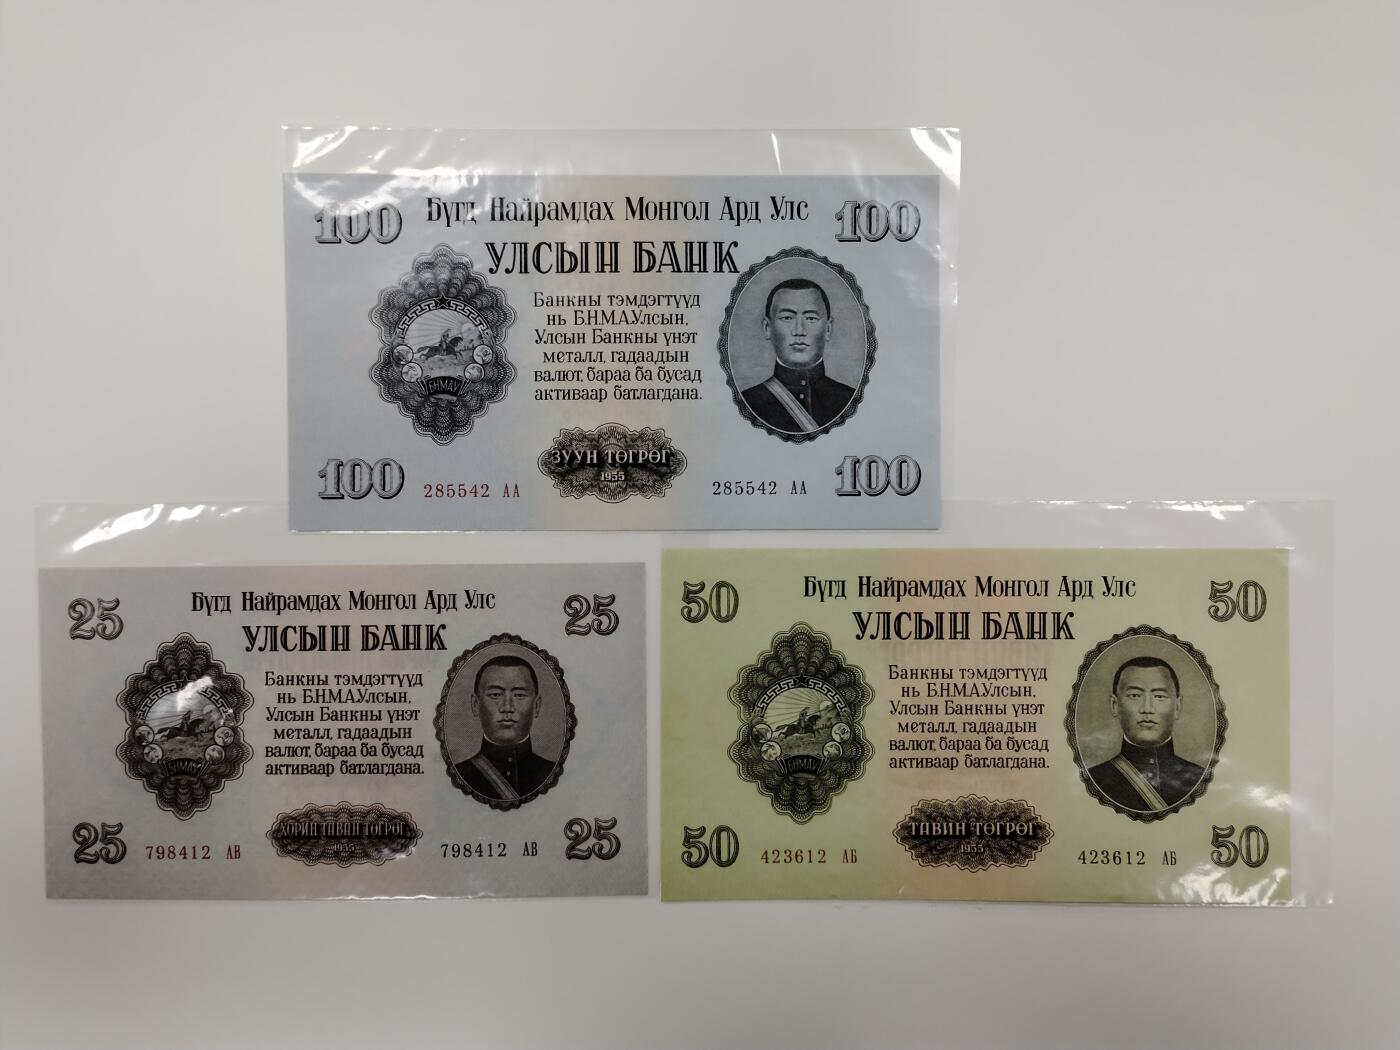 100 Бүгд Найрамдах Монгол Ард Улс 100
УЛСЫН БАНК
Банкны тэмдэгтүүд
нь Б.Н.М.А.Улсын,
Улсын Банкны үнэт
металл, гадаадын
валют, бараа ба бусад
активаар батлагдана.
БНМАУ
ЗУУН ТӨГРӨГ
1955
100 285542 АА 285542 АА 100
25 Бүгд Найрамдах Монгол Ард Улс 25
УЛСЫН БАНК
Банкны тэмдэгтүүд
нь Б.Н.М.А.Улсын,
Улсын Банкны үнэт
металл, гадаадын
валют, бараа ба бусад
активаар батлагдана.
БНМАУ
ХОРИН ТАВАН ТӨГРӨГ
1955
25 798412 АВ 798412 АВ 25
50 Бүгд Найрамдах Монгол Ард Улс 50
УЛСЫН БАНК
Банкны тэмдэгтүүд
нь Б.Н.М.А.Улсын,
Улсын Банкны үнэт
металл, гадаадын
валют, бараа ба бусад
активаар батлагдана.
БНМАУ
ТАВИН ТӨГРӨГ
1955
50 423612 АБ 423612 АБ 50